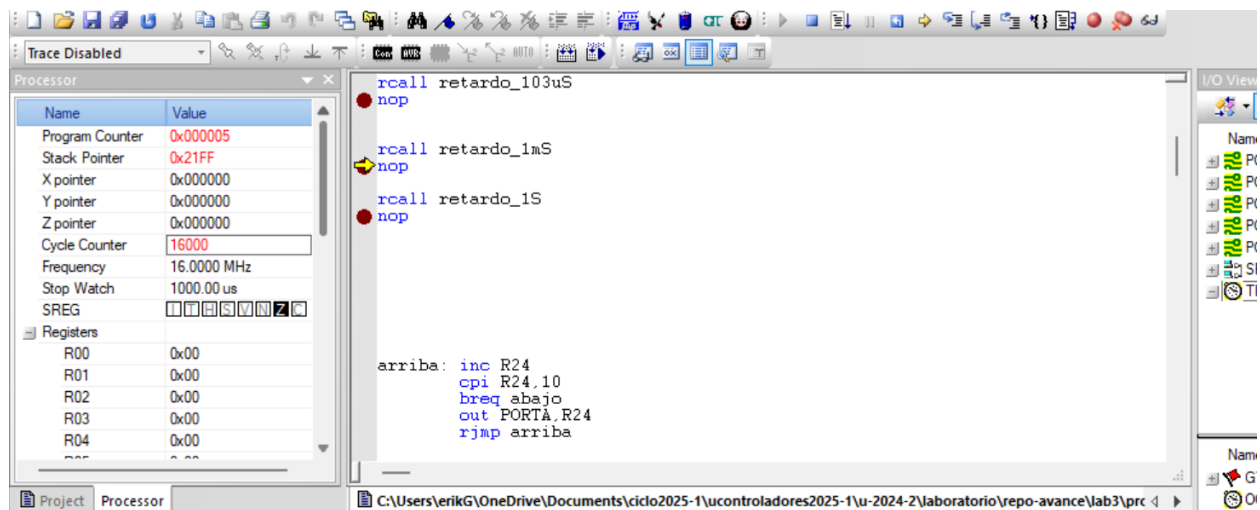 Trace Disabled
Con AVR AUTO
Processor
Name Value
Program Counter 0x000005
Stack Pointer 0x21FF
X pointer 0x000000
Y pointer 0x000000
Z pointer 0x000000
Cycle Counter 16000
Frequency 16.0000 MHz
Stop Watch 1000.00 us
SREG I T H S V N Z C
Registers
R00 0x00
R01 0x00
R02 0x00
R03 0x00
R04 0x00
Project Processor
rcall retardo_103uS
nop
rcall retardo_1mS
nop
rcall retardo_1S
nop
arriba: inc R24
cpi R24,10
breq abajo
out PORTA,R24
rjmp arriba
C:\Users\erikG\OneDrive\Documents\ciclo2025-1\ucontroladores2025-1\u-2024-2\laboratorio\repo-avance\lab3\prc
I/O View